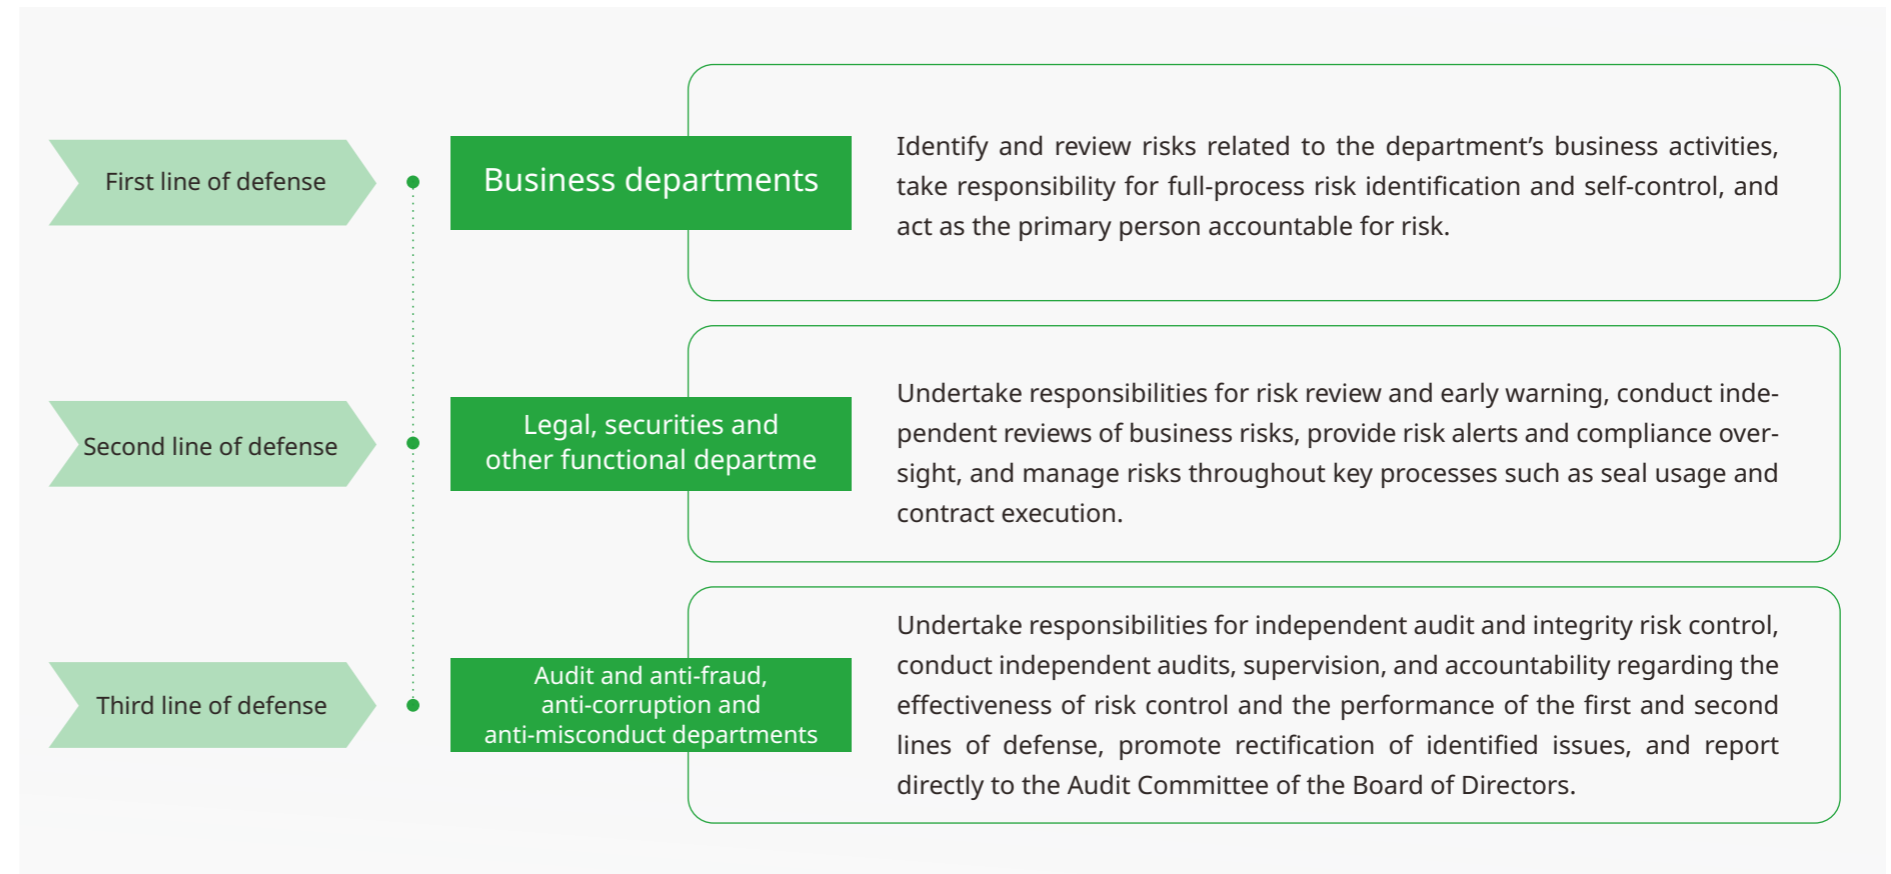 First line of defense
Business departments
Identify and review risks related to the department’s business activities,
take responsibility for full-process risk identification and self-control, and
act as the primary person accountable for risk.
Second line of defense
Legal, securities and
other functional departme
Undertake responsibilities for risk review and early warning, conduct inde-
pendent reviews of business risks, provide risk alerts and compliance over-
sight, and manage risks throughout key processes such as seal usage and
contract execution.
Third line of defense
Audit and anti-fraud,
anti-corruption and
anti-misconduct departments
Undertake responsibilities for independent audit and integrity risk control,
conduct independent audits, supervision, and accountability regarding the
effectiveness of risk control and the performance of the first and second
lines of defense, promote rectification of identified issues, and report
directly to the Audit Committee of the Board of Directors.